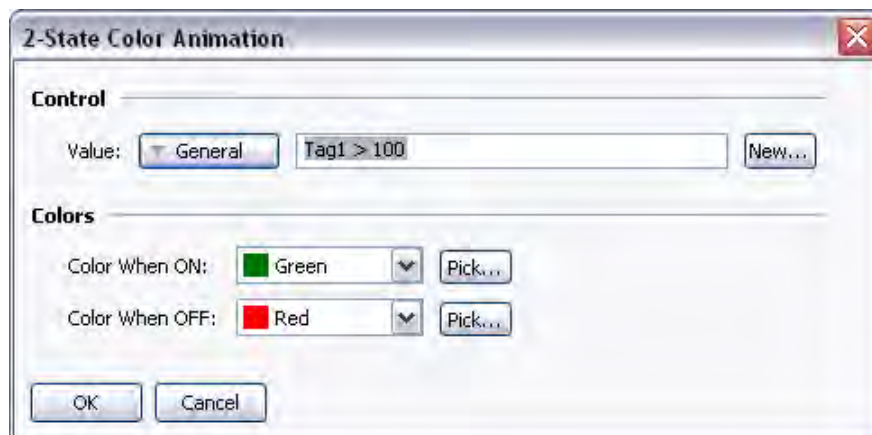 2-State Color Animation
Control
Value: General Tag1 > 100 New...
Colors
Color When ON: Green Pick...
Color When OFF: Red Pick...
OK Cancel